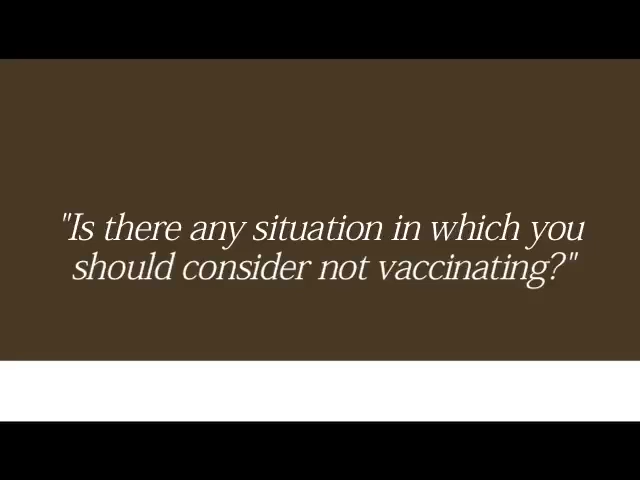 "Is there any situation in which you
should consider not vaccinating?"